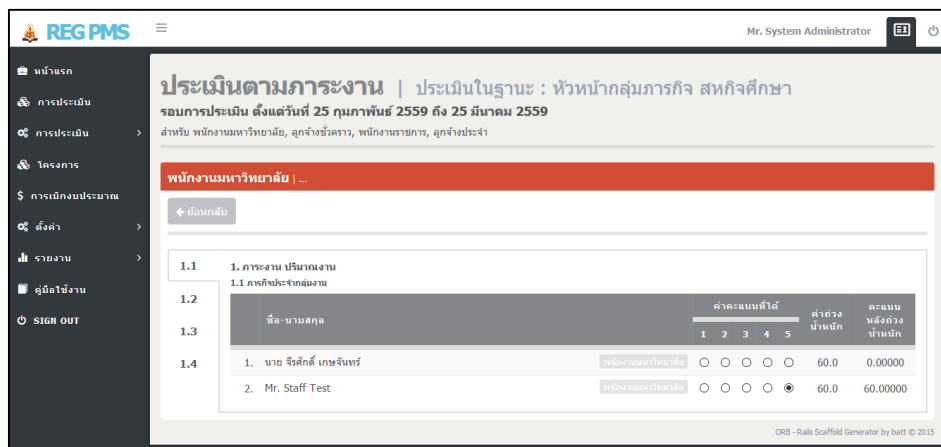 REG PMS
Mr. System Administrator
หน้าแรก
การประเมิน
การประเมิน
โครงการ
$ การเบิกงบประมาณ
ตั้งค่า
รายงาน
คู่มือใช้งาน
SIGN OUT
ประเมินตามภาระงาน | ประเมินในฐานะ : หัวหน้ากลุ่มภารกิจ สหกิจศึกษา
รอบการประเมิน ตั้งแต่วันที่ 25 กุมภาพันธ์ 2559 ถึง 25 มีนาคม 2559
สำหรับ พนักงานมหาวิทยาลัย, ลูกจ้างชั่วคราว, พนักงานราชการ, ลูกจ้างประจำ
พนักงานมหาวิทยาลัย | ...
ย้อนกลับ
1.1
1.2
1.3
1.4
1. ภาระงาน ปริมาณงาน
1.1 ภารกิจประจำกลุ่มงาน
ชื่อ-นามสกุล ค่าคะแนนที่ได้ ค่าถ่วงน้ำหนัก คะแนนหลังถ่วงน้ำหนัก
1 2 3 4 5
1. นาย จีรศักดิ์ เกษจันทร์ พนักงานมหาวิทยาลัย 60.0 0.00000
2. Mr. Staff Test พนักงานมหาวิทยาลัย 60.0 60.00000
ORB - Rails Scaffold Generator by batt © 2015